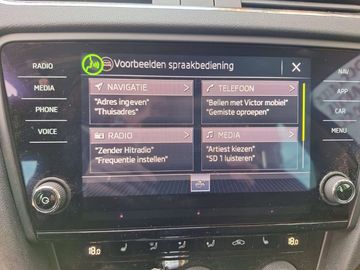 Voorbeelden spraakbediening
RADIO
MEDIA
PHONE
VOICE
NAVIGATIE
"Adres ingeven"
"Thuisadres"
TELEFOON
"Bellen met Victor mobiel"
"Gemiste oproepen"
RADIO
"Zender Hitradio"
"Frequentie instellen"
MEDIA
"Artiest kiezen"
"SD 1 luisteren"
NAV
APP
CAR
MENU
18.0
18.0